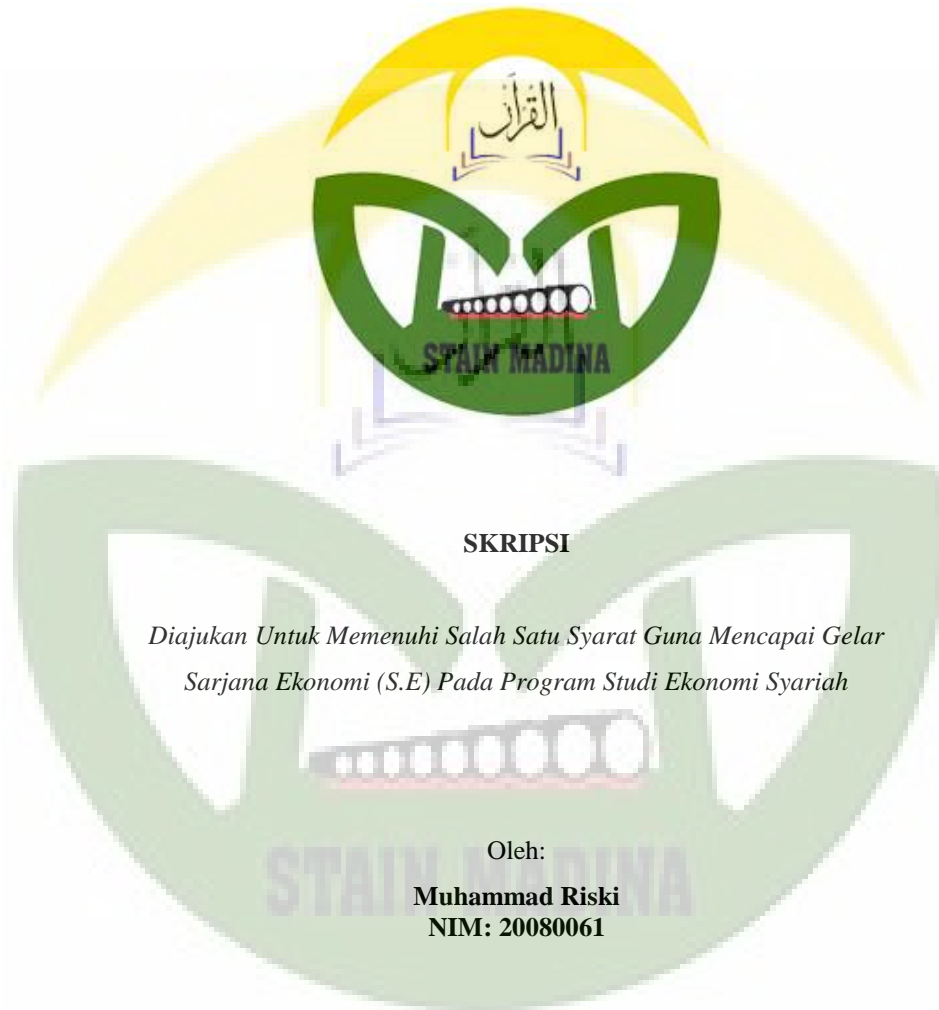 القرآن
STAIN MADINA
SKRIPSI
Diajukan Untuk Memenuhi Salah Satu Syarat Guna Mencapai Gelar
Sarjana Ekonomi (S.E) Pada Program Studi Ekonomi Syariah
Oleh:
STAIN MADINA
Muhammad Riski
NIM: 20080061